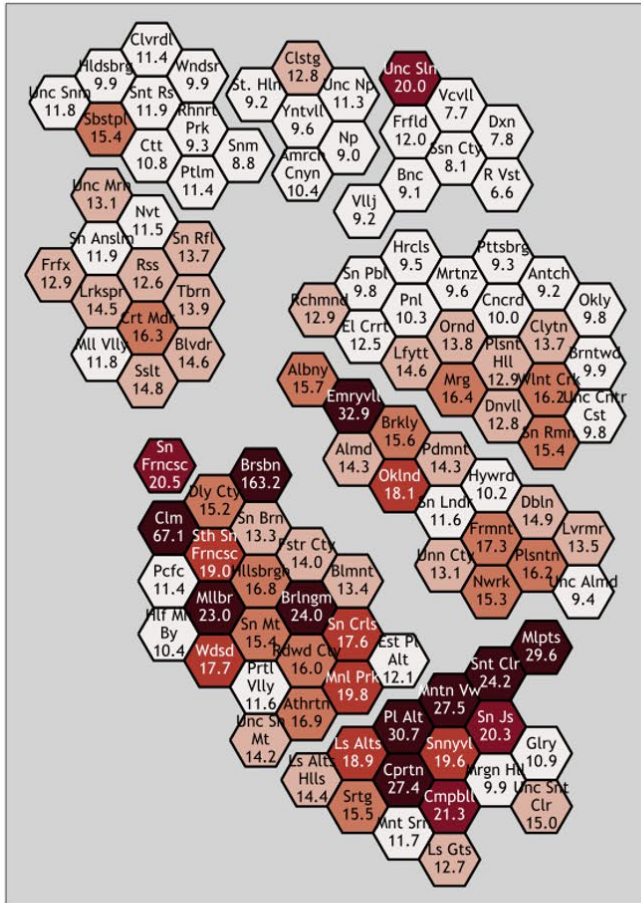 Clvrdl
11.4
Hldsbrg
9.9
Wndsr
9.9
Unc Snm
11.8
Snt Rs
11.9
Sbstpl
15.4
Rhnrt
Prk
9.3
Ctt
10.8
Snm
8.8
Ptlm
11.4
Clstg
12.8
St. Hln
9.2
Unc Np
11.3
Yntvll
9.6
Np
9.0
Amrcn
Cnyn
10.4
Unc Sln
20.0
Vcvll
7.7
Frfld
12.0
Dxn
7.8
Ssn Cty
8.1
Bnc
9.1
R Vst
6.6
Vllj
9.2
Unc Mrn
13.1
Nvt
11.5
Sn Anslm
11.9
Sn Rfl
13.7
Frfx
12.9
Rss
12.6
Lrkspr
14.5
Tbrn
13.9
Crt Mdr
16.3
Mll Vlly
11.8
Blvdr
14.6
Sslt
14.8
Hrcls
9.5
Pttsbrg
9.3
Sn Pbl
9.8
Mrtnz
9.6
Antch
9.2
Rchmnd
12.9
Pnl
10.3
Cncrd
10.0
Okly
9.8
El Crrt
12.5
Ornd
13.8
Clytn
13.7
Lfytt
14.6
Plsnt
Hll
12.9
Brntwd
9.9
Mrg
16.4
Wlnt Crk
16.2
Dnvll
12.8
Unc Cntr
Cst
9.8
Sn Rmn
15.4
Albny
15.7
Emryvll
32.9
Brkly
15.6
Almd
14.3
Pdmnt
14.3
Oklnd
18.1
Hywrd
10.2
Sn Lndr
11.6
Dbln
14.9
Frmnt
17.3
Lvrmr
13.5
Unn Cty
13.1
Plsntn
16.2
Nwrk
15.3
Unc Almd
9.4
Sn
Frncsc
20.5
Brsbn
163.2
Dly Cty
15.2
Clm
67.1
Sn Brn
13.3
Sth Sn
Frncsc
19.0
Fstr Cty
14.0
Pcfc
11.4
Hllsbrgh
16.8
Blmnt
13.4
Mllbr
23.0
Brlngm
24.0
Hlf Mn
By
10.4
Sn Mt
15.4
Sn Crls
17.6
Wdsd
17.7
Rdwd Cty
16.0
Est Pl
Alt
12.1
Prtl
Vlly
11.6
Mnl Prk
19.8
Athrtn
16.9
Unc Sn
Mt
14.2
Mlpts
29.6
Snt Clr
24.2
Mntn Vw
27.5
Pl Alt
30.7
Sn Js
20.3
Ls Alts
18.9
Snnyvl
19.6
Glry
10.9
Ls Alts
Hlls
14.4
Cprtn
27.4
Mrgn Hll
9.9
Srtg
15.5
Cmpbll
21.3
Unc Snt
Clr
15.0
Mnt Srn
11.7
Ls Gts
12.7